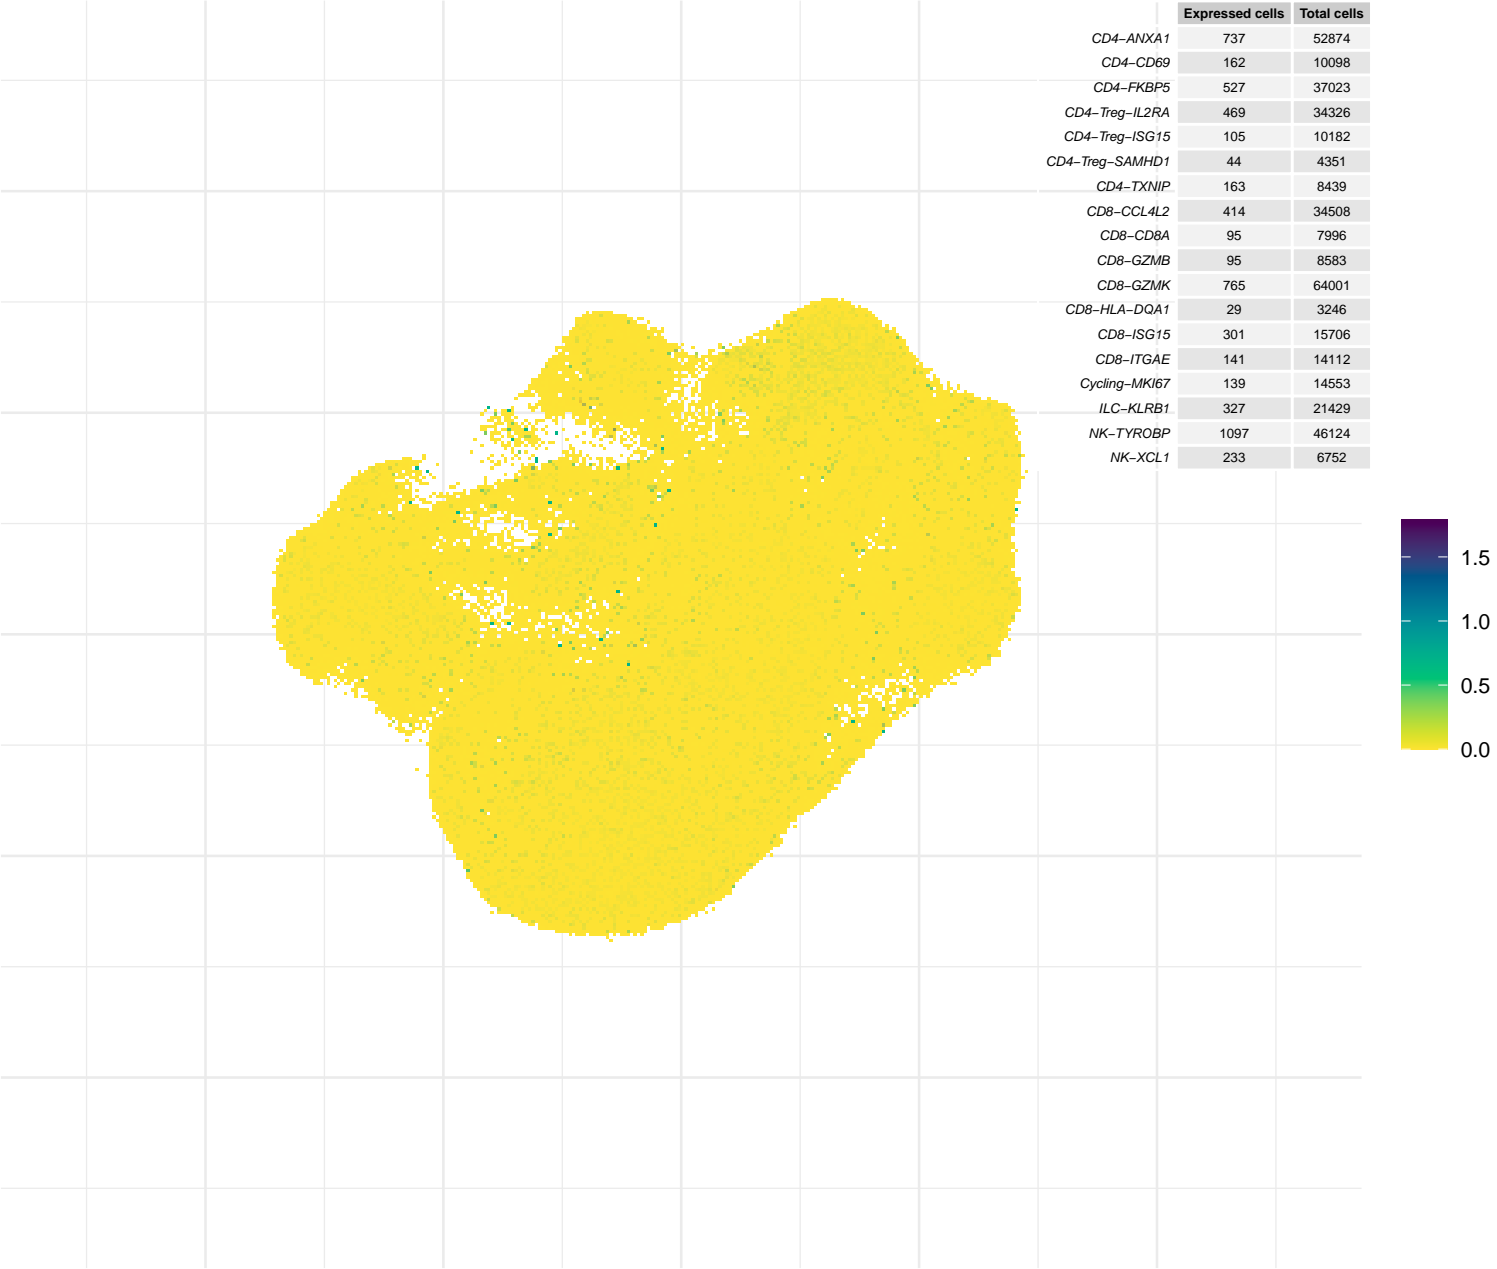 Expressed cells Total cells
CD4−ANXA1 737 52874
CD4−CD69 162 10098
CD4−FKBP5 527 37023
CD4−Treg−IL2RA 469 34326
CD4−Treg−ISG15 105 10182
CD4−Treg−SAMHD1 44 4351
CD4−TXNIP 163 8439
CD8−CCL4L2 414 34508
CD8−CD8A 95 7996
CD8−GZMB 95 8583
CD8−GZMK 765 64001
CD8−HLA−DQA1 29 3246
CD8−ISG15 301 15706
CD8−ITGAE 141 14112
Cycling−MKI67 139 14553
ILC−KLRB1 327 21429
NK−TYROBP 1097 46124
NK−XCL1 233 6752
1.5
1.0
0.5
0.0